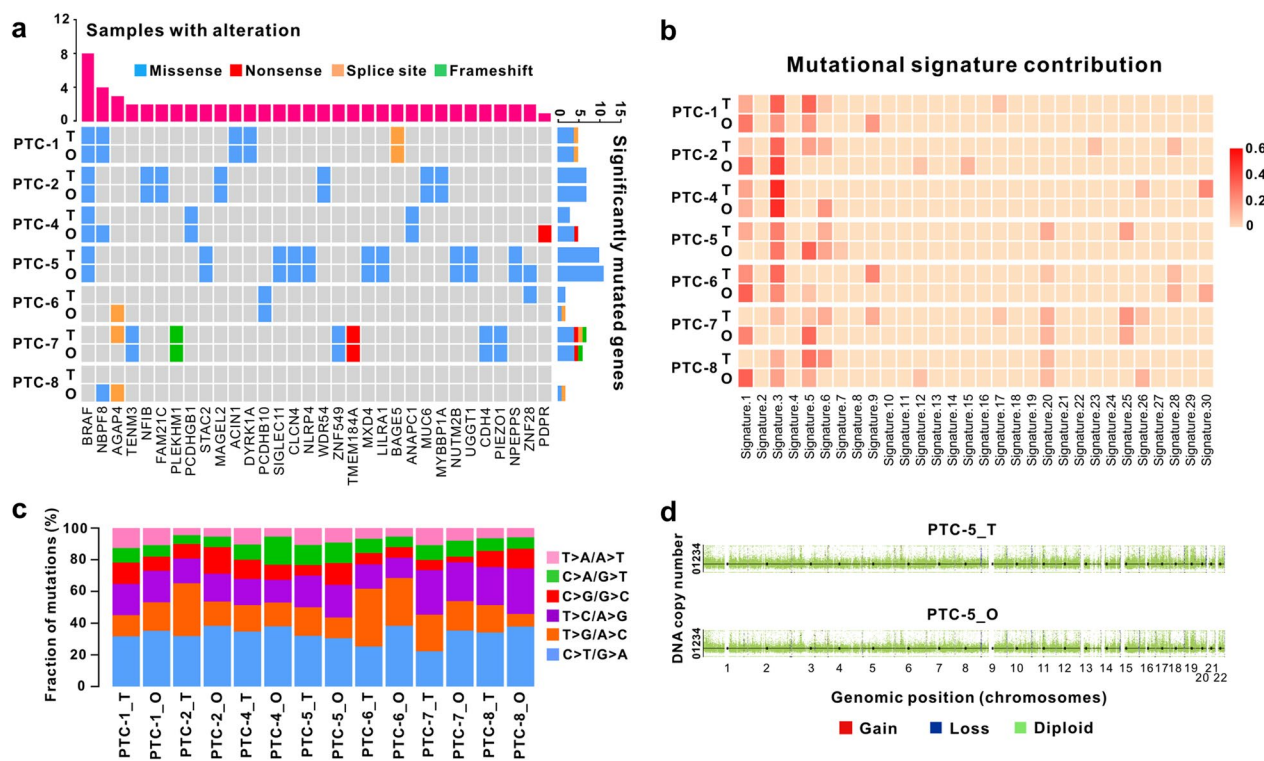 a
Samples with alteration
12
8
4
0
Missense
Nonsense
Splice site
Frameshift
0 5 10 15
Significantly mutated genes
PTC-1 T
O
PTC-2 T
O
PTC-4 T
O
PTC-5 T
O
PTC-6 T
O
PTC-7 T
O
PTC-8 T
O
BRAF
NBPF8
AGAP4
TENM3
NFIB
FAM21C
PLEKHM1
PCDHGB1
STAC2
MAGEL2
ACIN1
DYRK1A
PCDHB10
SIGLEC11
CLCN4
NLRP4
WDR54
ZNF549
TMEM184A
MXD4
LILRA1
BAGE5
ANAPC1
MUC6
MYBBP1A
NUTM2B
UGGT1
CDH4
PIEZO1
NPEPPS
ZNF28
PDPR
b
Mutational signature contribution
PTC-1 T
O
PTC-2 T
O
PTC-4 T
O
PTC-5 T
O
PTC-6 T
O
PTC-7 T
O
PTC-8 T
O
0.6
0.4
0.2
0
Signature.1
Signature.2
Signature.3
Signature.4
Signature.5
Signature.6
Signature.7
Signature.8
Signature.9
Signature.10
Signature.11
Signature.12
Signature.13
Signature.14
Signature.15
Signature.16
Signature.17
Signature.18
Signature.19
Signature.20
Signature.21
Signature.22
Signature.23
Signature.24
Signature.25
Signature.26
Signature.27
Signature.28
Signature.29
Signature.30
c
Fraction of mutations (%)
100
80
60
40
20
0
T>A/A>T
C>A/G>T
C>G/G>C
T>C/A>G
T>G/A>C
C>T/G>A
PTC-1_T
PTC-1_O
PTC-2_T
PTC-2_O
PTC-4_T
PTC-4_O
PTC-5_T
PTC-5_O
PTC-6_T
PTC-6_O
PTC-7_T
PTC-7_O
PTC-8_T
PTC-8_O
d
PTC-5_T
DNA copy number
01234
PTC-5_O
01234
1 2 3 4 5 6 7 8 9 10 11 12 13 14 15 16 17 18 19 20 21 22
Genomic position (chromosomes)
Gain
Loss
Diploid